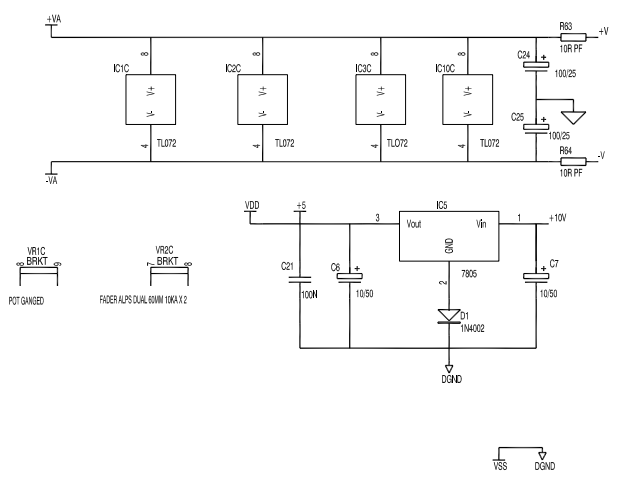 +VA
R63
+V
10R PF
8 8 8 8
C24
+
100/25
IC1C IC2C IC3C IC10C
V+ V+ V+ V+
V- V- V- V-
C25
+
100/25
4 TL072 4 TL072 4 TLO72 4 TL072
R64
-V
10R PF
-VA
VDD +5 IC5
3 Vout Vin 1 +10V
GND
VR1C
BRKT
8 9
POT GANGED
VR2C
BRKT
7 8
FADER ALPS DUAL 60MM 10KA X 2
C21
100N
C6
+
10/50
2
7805
C7
+
10/50
D1
1N4002
DGND
VSS DGND